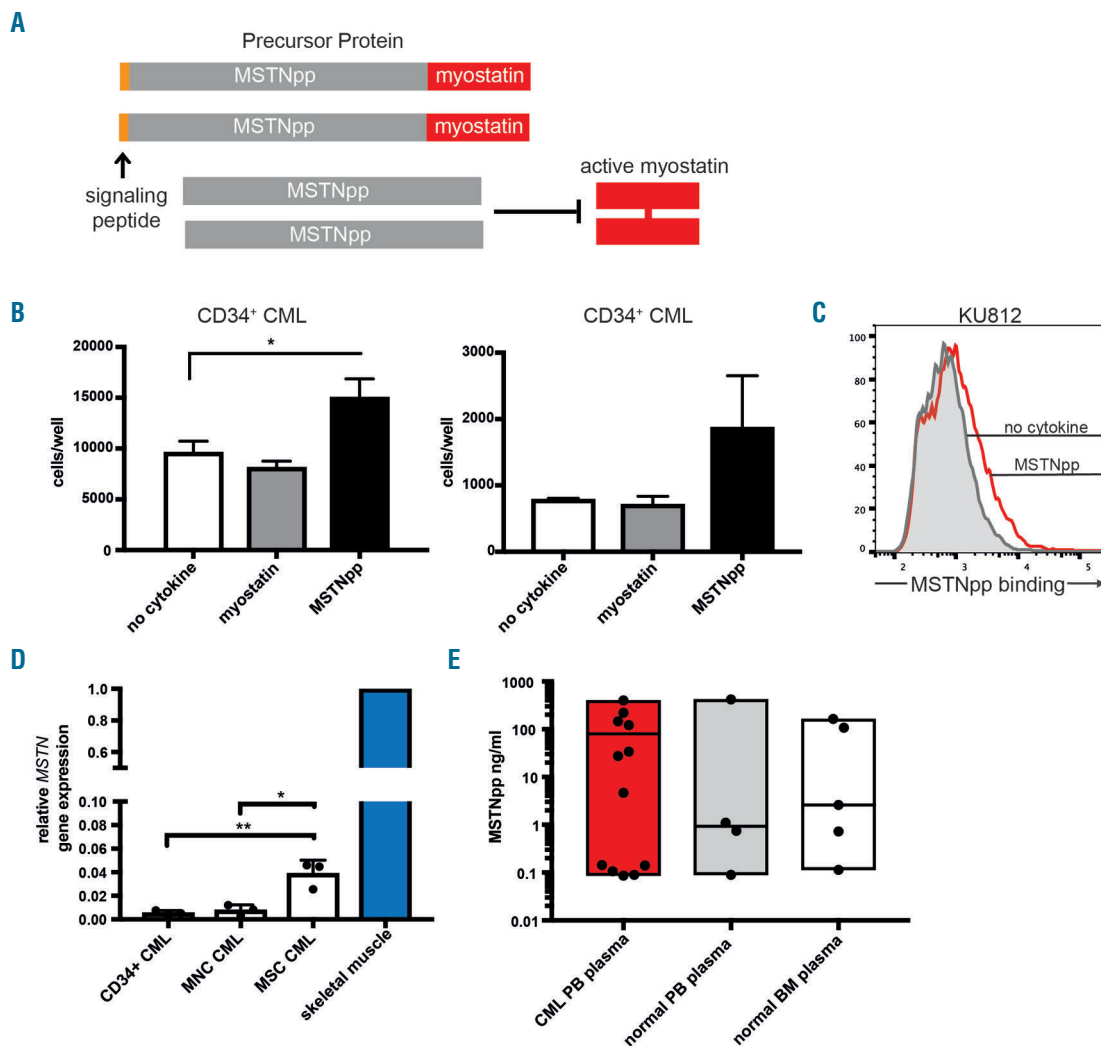 A
Precursor Protein
MSTNpp myostatin
MSTNpp myostatin
signaling
peptide
MSTNpp
MSTNpp
active myostatin
B
CD34+ CML
20000
15000
10000
5000
0
cells/well
*
no cytokine
myostatin
MSTNpp
CD34+ CML
3000
2000
1000
0
cells/well
no cytokine
myostatin
MSTNpp
C
KU812
100
80
60
40
20
0
no cytokine
MSTNpp
2 3 4 5
MSTNpp binding
D
relative MSTN
gene expression
1.0
0.8
0.6
0.10
0.08
0.06
0.04
0.02
0.00
*
**
CD34+ CML
MNC CML
MSC CML
skeletal muscle
E
MSTNpp ng/ml
1000
100
10
1
0.1
0.01
CML PB plasma
normal PB plasma
normal BM plasma